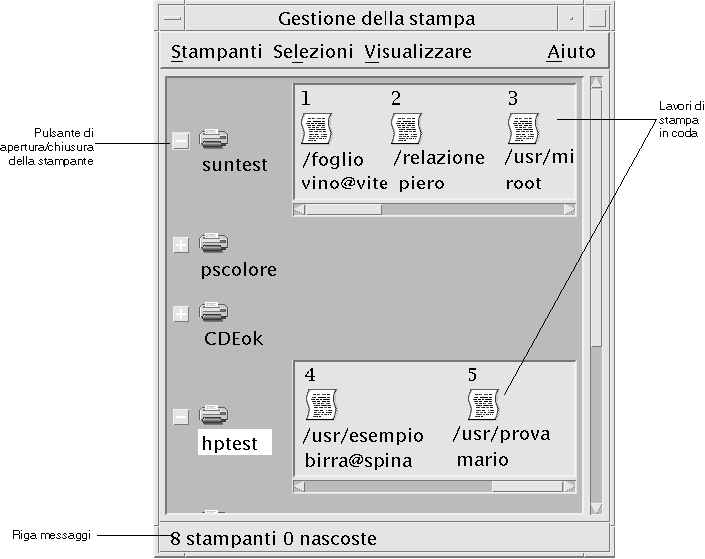 Gestione della stampa
Stampanti Selezioni Visualizzare Aiuto
Pulsante di
apertura/chiusura
della stampante
suntest
1 2 3
/foglio /relazione /usr/mi
vino@vite piero root
Lavori di
stampa
in coda
pscolore
CDEok
hptest
4 5
/usr/esempio /usr/prova
birra@spina mario
Riga messaggi
8 stampanti 0 nascoste